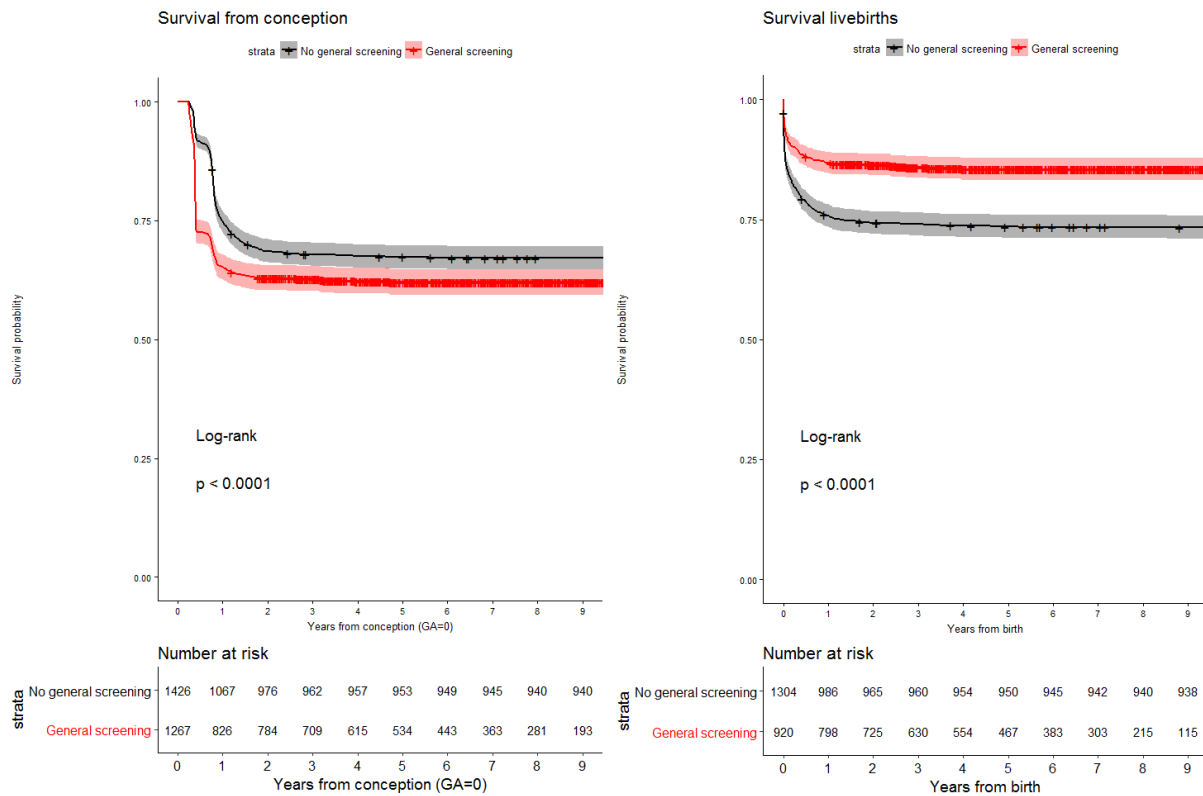 Survival from conception
strata No general screening General screening
Survival probability
1.00
0.75
0.50
0.25
0.00
Log-rank
p < 0.0001
0 1 2 3 4 5 6 7 8 9
Years from conception (GA=0)
Number at risk
strata
No general screening 1426 1067 976 962 957 953 949 945 940 940
General screening 1267 826 784 709 615 534 443 363 281 193
0 1 2 3 4 5 6 7 8 9
Years from conception (GA=0)
Survival livebirths
strata No general screening General screening
Survival probability
1.00
0.75
0.50
0.25
0.00
Log-rank
p < 0.0001
0 1 2 3 4 5 6 7 8 9
Years from birth
Number at risk
strata
No general screening 1304 986 965 960 954 950 945 942 940 938
General screening 920 798 725 630 554 467 383 303 215 115
0 1 2 3 4 5 6 7 8 9
Years from birth